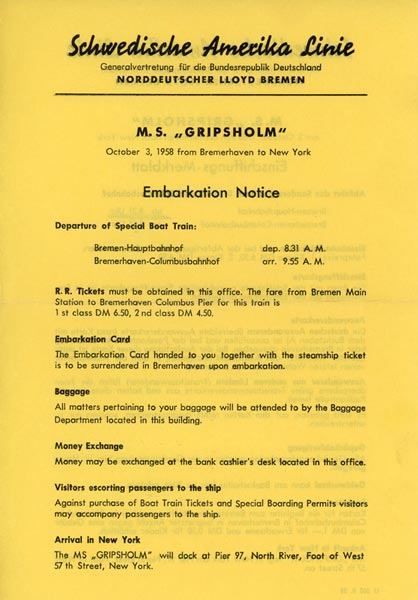 Schwedische Amerika Linie
Generalvertretung für die Bundesrepublik Deutschland
NORDDEUTSCHER LLOYD BREMEN
M. S. „GRIPSHOLM"
October 3, 1958 from Bremerhaven to New York
Embarkation Notice
Departure of Special Boat Train:
Bremen-Hauptbahnhof dep. 8.31 A. M.
Bremerhaven-Columbusbahnhof arr. 9.55 A. M.
R. R. Tickets must be obtained in this office. The fare from Bremen Main
Station to Bremerhaven Columbus Pier for this train is
1 st class DM 6.50, 2 nd class DM 4.50.
Embarkation Card
The Embarkation Card handed to you together with the steamship ticket
is to be surrendered in Bremerhaven upon embarkation.
Baggage
All matters pertaining to your baggage will be attended to by the Baggage
Department located in this building.
Money Exchange
Money may be exchanged at the bank cashier's desk located in this office.
Visitors escorting passengers to the ship
Against purchase of Boat Train Tickets and Special Boarding Permits visitors
may accompany passengers to the ship.
Arrival in New York
The MS „GRIPSHOLM" will dock at Pier 97, North River, Foot of West
57 th Street, New York.